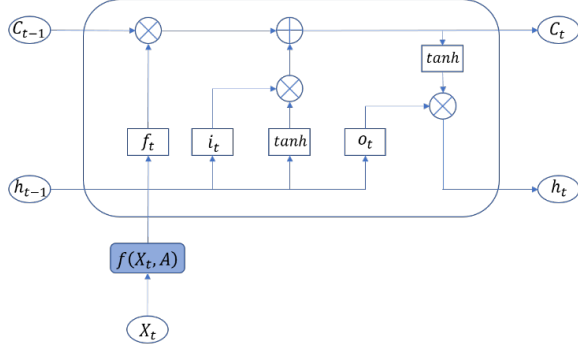 C_{t-1}
C_t
tanh
f_t
i_t
tanh
o_t
h_{t-1}
h_t
f(X_t, A)
X_t